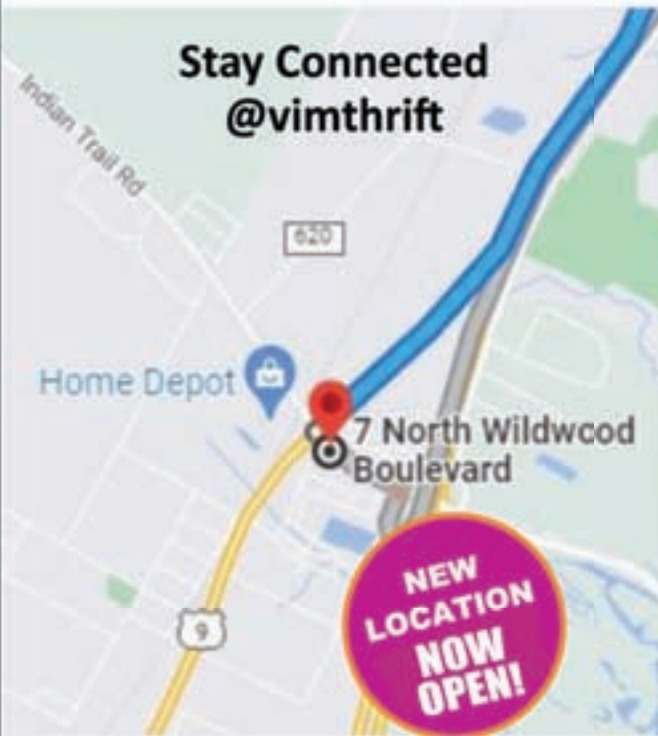 Stay Connected
@vimthrift
Indian Trail Rd
620
Home Depot
7 North Wildwood
Boulevard
NEW
LOCATION
NOW
OPEN!
9